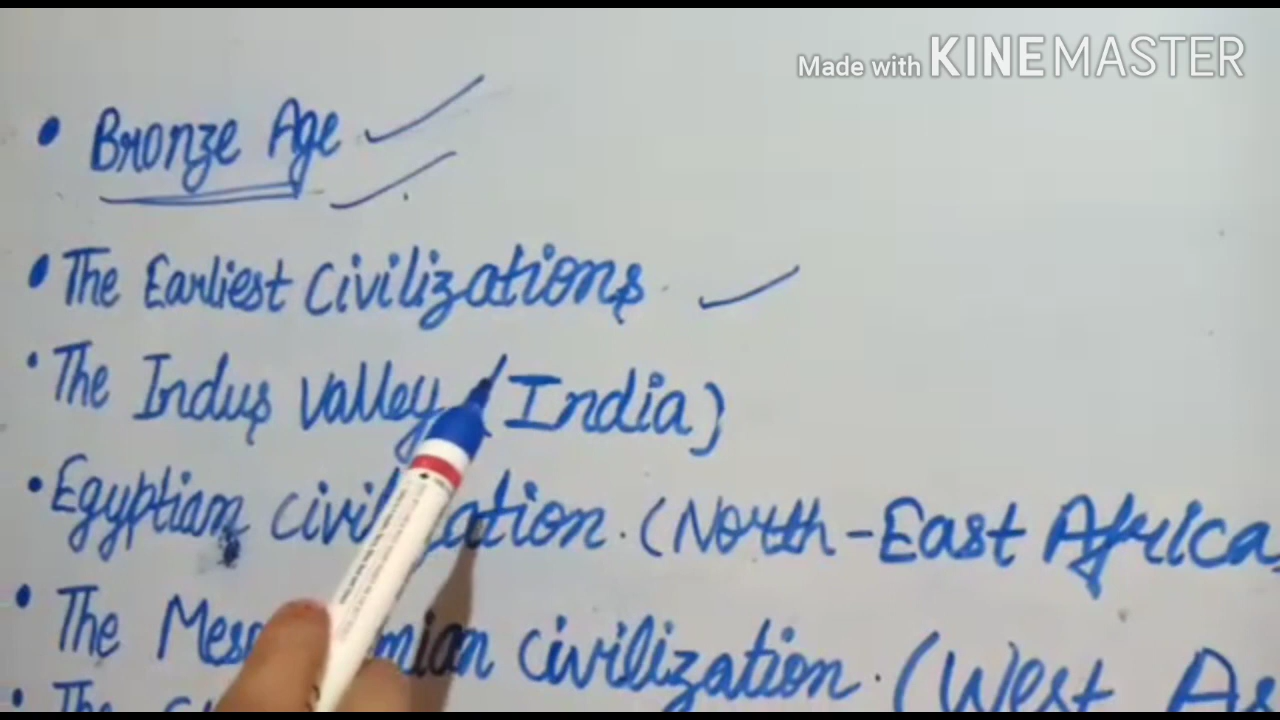 Made with KINEMASTER
• Bronze Age
• The Earliest Civilizations
• The Indus Valley (India)
• Egyptian civilization. (North-East Africa
• The civilization. (West
• The